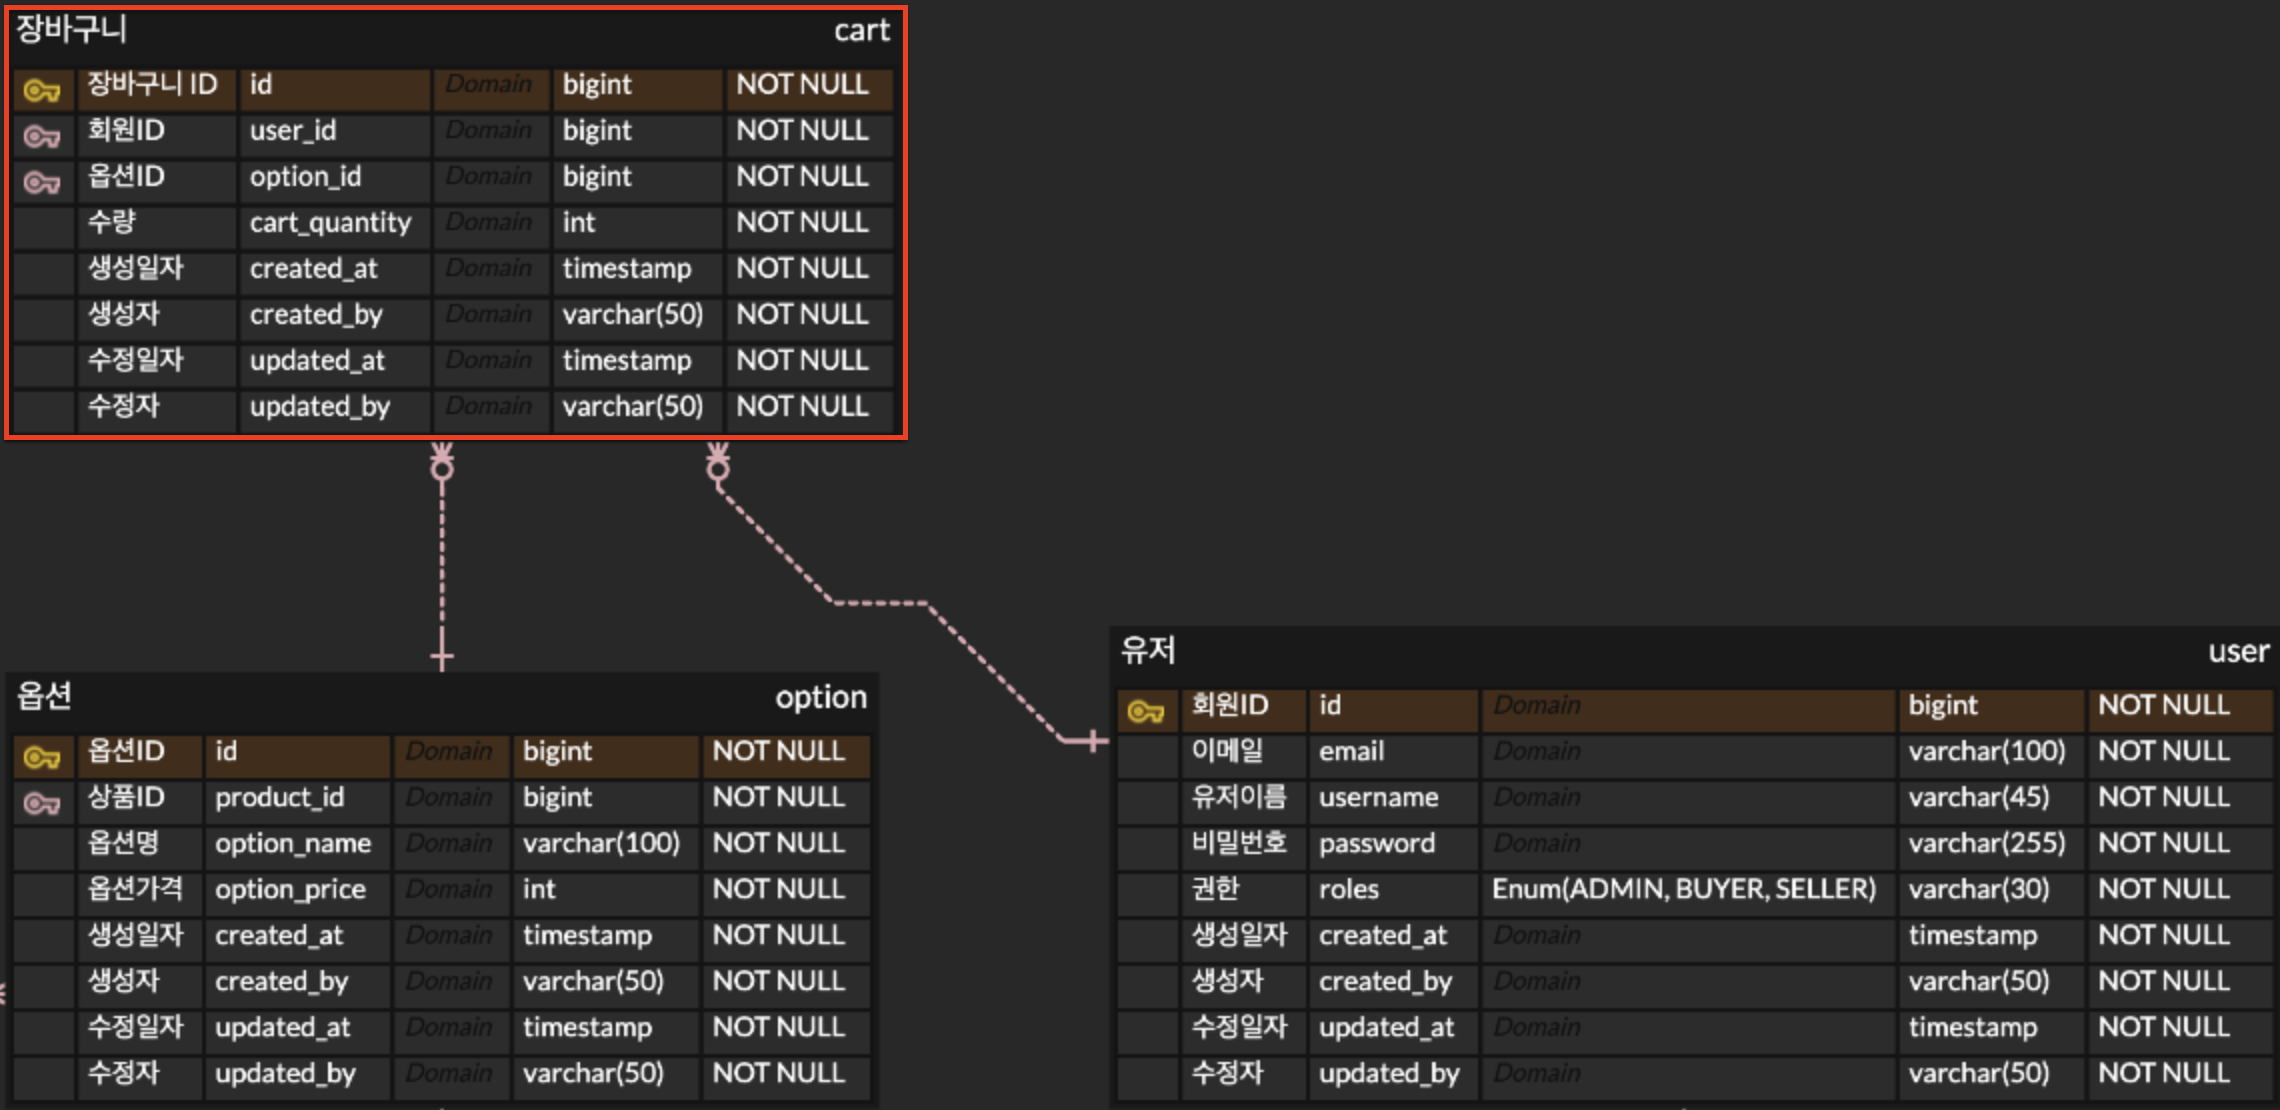 장바구니 cart
장바구니 ID id Domain bigint NOT NULL
회원ID user_id Domain bigint NOT NULL
옵션ID option_id Domain bigint NOT NULL
수량 cart_quantity Domain int NOT NULL
생성일자 created_at Domain timestamp NOT NULL
생성자 created_by Domain varchar(50) NOT NULL
수정일자 updated_at Domain timestamp NOT NULL
수정자 updated_by Domain varchar(50) NOT NULL
옵션 option
옵션ID id Domain bigint NOT NULL
상품ID product_id Domain bigint NOT NULL
옵션명 option_name Domain varchar(100) NOT NULL
옵션가격 option_price Domain int NOT NULL
생성일자 created_at Domain timestamp NOT NULL
생성자 created_by Domain varchar(50) NOT NULL
수정일자 updated_at Domain timestamp NOT NULL
수정자 updated_by Domain varchar(50) NOT NULL
유저 user
회원ID id Domain bigint NOT NULL
이메일 email Domain varchar(100) NOT NULL
유저이름 username Domain varchar(45) NOT NULL
비밀번호 password Domain varchar(255) NOT NULL
권한 roles Enum(ADMIN, BUYER, SELLER) varchar(30) NOT NULL
생성일자 created_at Domain timestamp NOT NULL
생성자 created_by Domain varchar(50) NOT NULL
수정일자 updated_at Domain timestamp NOT NULL
수정자 updated_by Domain varchar(50) NOT NULL